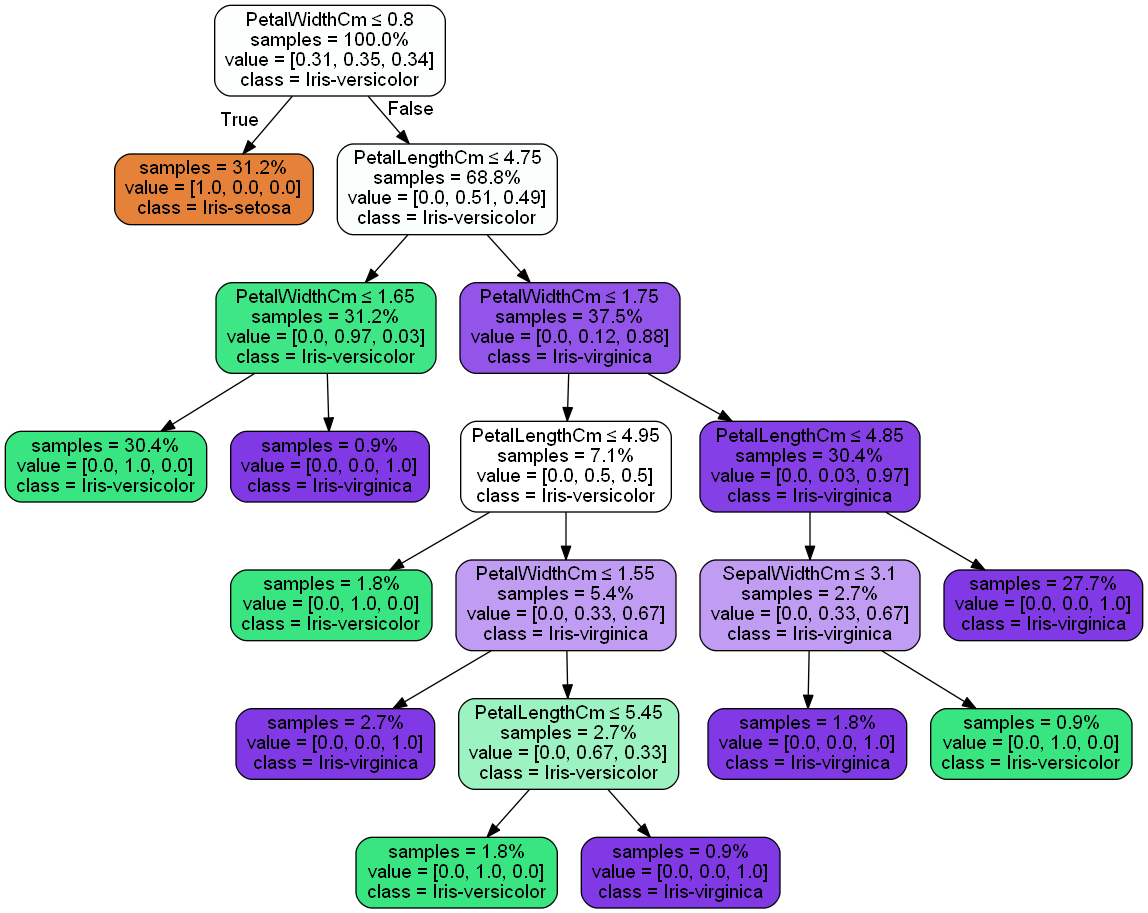 PetalWidthCm ≤ 0.8
samples = 100.0%
value = [0.31, 0.35, 0.34]
class = Iris-versicolor
True
False
samples = 31.2%
value = [1.0, 0.0, 0.0]
class = Iris-setosa
PetalLengthCm ≤ 4.75
samples = 68.8%
value = [0.0, 0.51, 0.49]
class = Iris-versicolor
PetalWidthCm ≤ 1.65
samples = 31.2%
value = [0.0, 0.97, 0.03]
class = Iris-versicolor
PetalWidthCm ≤ 1.75
samples = 37.5%
value = [0.0, 0.12, 0.88]
class = Iris-virginica
samples = 30.4%
value = [0.0, 1.0, 0.0]
class = Iris-versicolor
samples = 0.9%
value = [0.0, 0.0, 1.0]
class = Iris-virginica
PetalLengthCm ≤ 4.95
samples = 7.1%
value = [0.0, 0.5, 0.5]
class = Iris-versicolor
PetalLengthCm ≤ 4.85
samples = 30.4%
value = [0.0, 0.03, 0.97]
class = Iris-virginica
samples = 1.8%
value = [0.0, 1.0, 0.0]
class = Iris-versicolor
PetalWidthCm ≤ 1.55
samples = 5.4%
value = [0.0, 0.33, 0.67]
class = Iris-virginica
SepalWidthCm ≤ 3.1
samples = 2.7%
value = [0.0, 0.33, 0.67]
class = Iris-virginica
samples = 27.7%
value = [0.0, 0.0, 1.0]
class = Iris-virginica
samples = 2.7%
value = [0.0, 0.0, 1.0]
class = Iris-virginica
PetalLengthCm ≤ 5.45
samples = 2.7%
value = [0.0, 0.67, 0.33]
class = Iris-versicolor
samples = 1.8%
value = [0.0, 0.0, 1.0]
class = Iris-virginica
samples = 0.9%
value = [0.0, 1.0, 0.0]
class = Iris-versicolor
samples = 1.8%
value = [0.0, 1.0, 0.0]
class = Iris-versicolor
samples = 0.9%
value = [0.0, 0.0, 1.0]
class = Iris-virginica